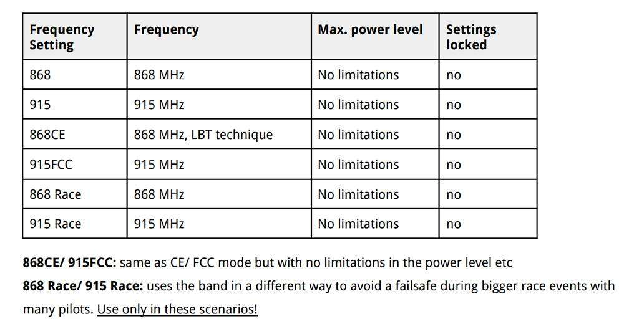 Frequency Setting Frequency Max. power level Settings locked
868 868 MHz No limitations no
915 915 MHz No limitations no
868CE 868 MHz, LBT technique No limitations no
915FCC 915 MHz No limitations no
868 Race 868 MHz No limitations no
915 Race 915 MHz No limitations no
868CE/ 915FCC: same as CE/ FCC mode but with no limitations in the power level etc
868 Race/ 915 Race: uses the band in a different way to avoid a failsafe during bigger race events with
many pilots. Use only in these scenarios!